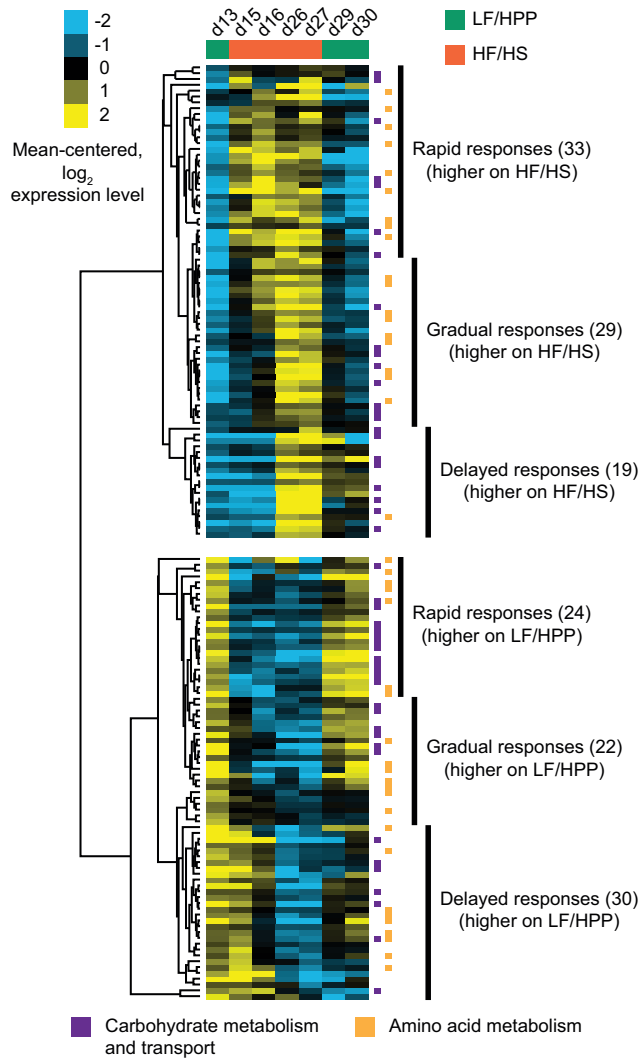 d13 d15 d16 d26 d27 d29 d30
-2
-1
0
1
2
LF/HPP
HF/HS
Mean-centered,
log2
expression level
Rapid responses (33)
(higher on HF/HS)
Gradual responses (29)
(higher on HF/HS)
Delayed responses (19)
(higher on HF/HS)
Rapid responses (24)
(higher on LF/HPP)
Gradual responses (22)
(higher on LF/HPP)
Delayed responses (30)
(higher on LF/HPP)
Carbohydrate metabolism
and transport
Amino acid metabolism